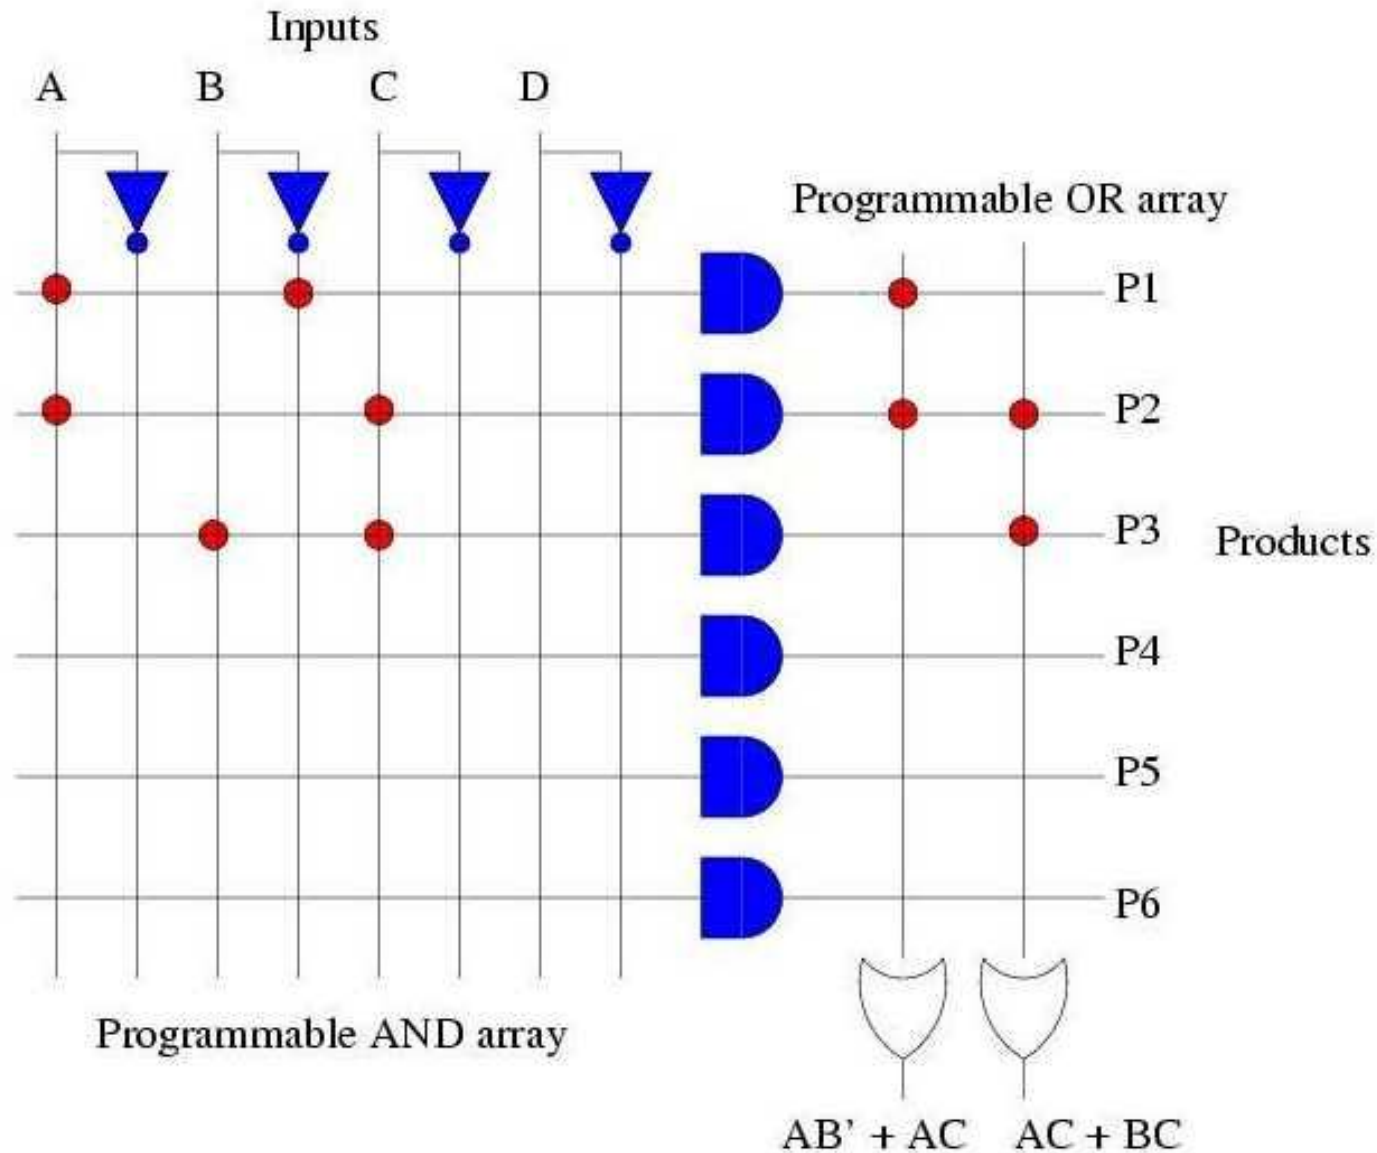 Inputs
A B C D
Programmable OR array
P1
P2
P3
Products
P4
P5
P6
Programmable AND array
AB’ + AC AC + BC